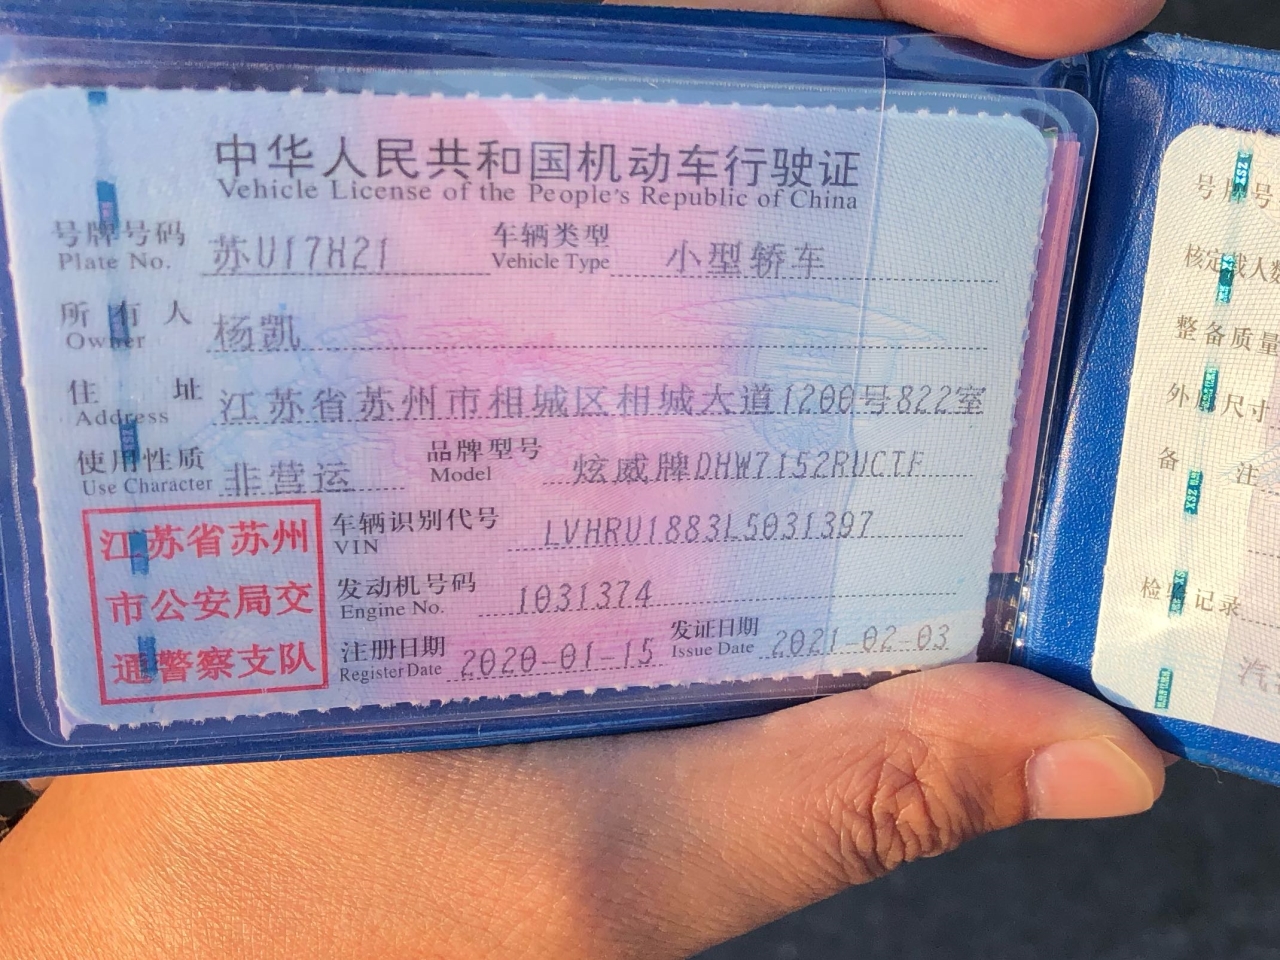 中华人民共和国机动车行驶证
Vehicle License of the People's Republic of China
号牌号码 苏U17H21 车辆类型 小型轿车
Plate No. Vehicle Type
所有人 杨凯
Owner
住址 江苏省苏州市相城区相城大道1200号822室
Address
使用性质 非营运 品牌型号 炫威牌DHW7152RUCTF
Use Character Model
车辆识别代号 LVHRU1883L5031397
VIN
发动机号码 1031374
Engine No.
注册日期 2020-01-15 发证日期 2021-02-03
Register Date Issue Date
江苏省苏州
市公安局交
通警察支队
号牌号
核定载人数
整备质量
外廓尺寸
备注
检验记录